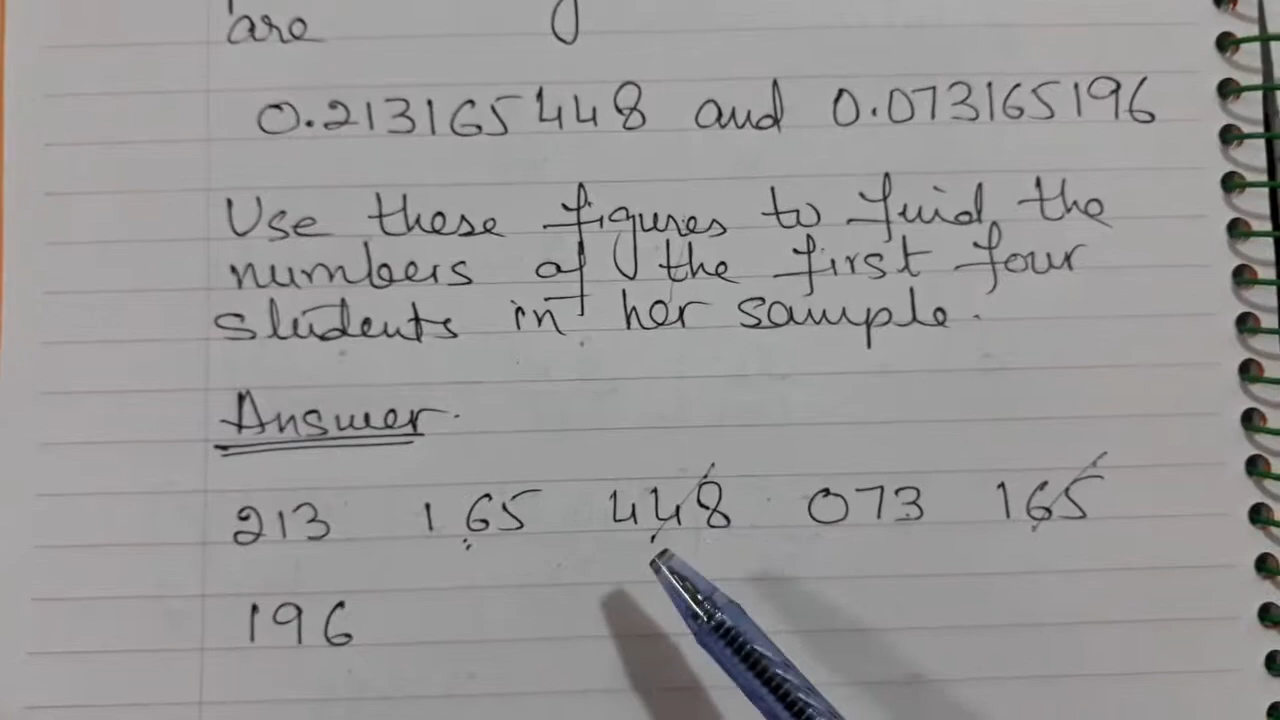 are
0.213165448 and 0.073165196
Use these figures to find the
numbers of the first four
students in her sample.
Answer.
213 165 448 073 165
196